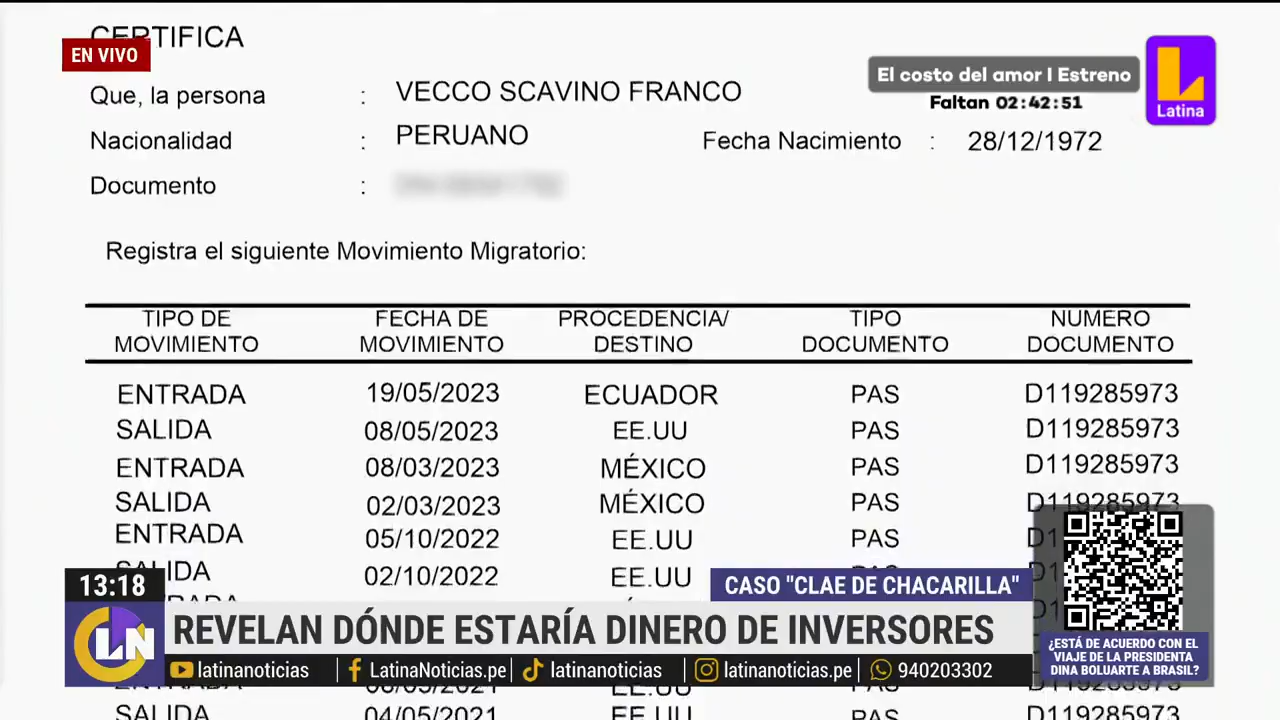 CERTIFICA
EN VIVO
El costo del amor I Estreno
Faltan 02:42:51
Latina
Que, la persona : VECCO SCAVINO FRANCO
Nacionalidad : PERUANO Fecha Nacimiento : 28/12/1972
Documento :
Registra el siguiente Movimiento Migratorio:
TIPO DE MOVIMIENTO FECHA DE MOVIMIENTO PROCEDENCIA/ DESTINO TIPO DOCUMENTO NUMERO DOCUMENTO
ENTRADA 19/05/2023 ECUADOR PAS D119285973
SALIDA 08/05/2023 EE.UU PAS D119285973
ENTRADA 08/03/2023 MÉXICO PAS D119285973
SALIDA 02/03/2023 MÉXICO PAS D119285973
ENTRADA 05/10/2022 EE.UU PAS
SALIDA 02/10/2022 EE.UU
13:18
CASO "CLAE DE CHACARILLA"
LN
REVELAN DÓNDE ESTARÍA DINERO DE INVERSORES
latinanoticias LatinaNoticias.pe latinanoticias latinanoticias.pe 940203302
¿ESTÁ DE ACUERDO CON EL
VIAJE DE LA PRESIDENTA
DINA BOLUARTE A BRASIL?
SALIDA 04/05/2021 EE.UU PAS